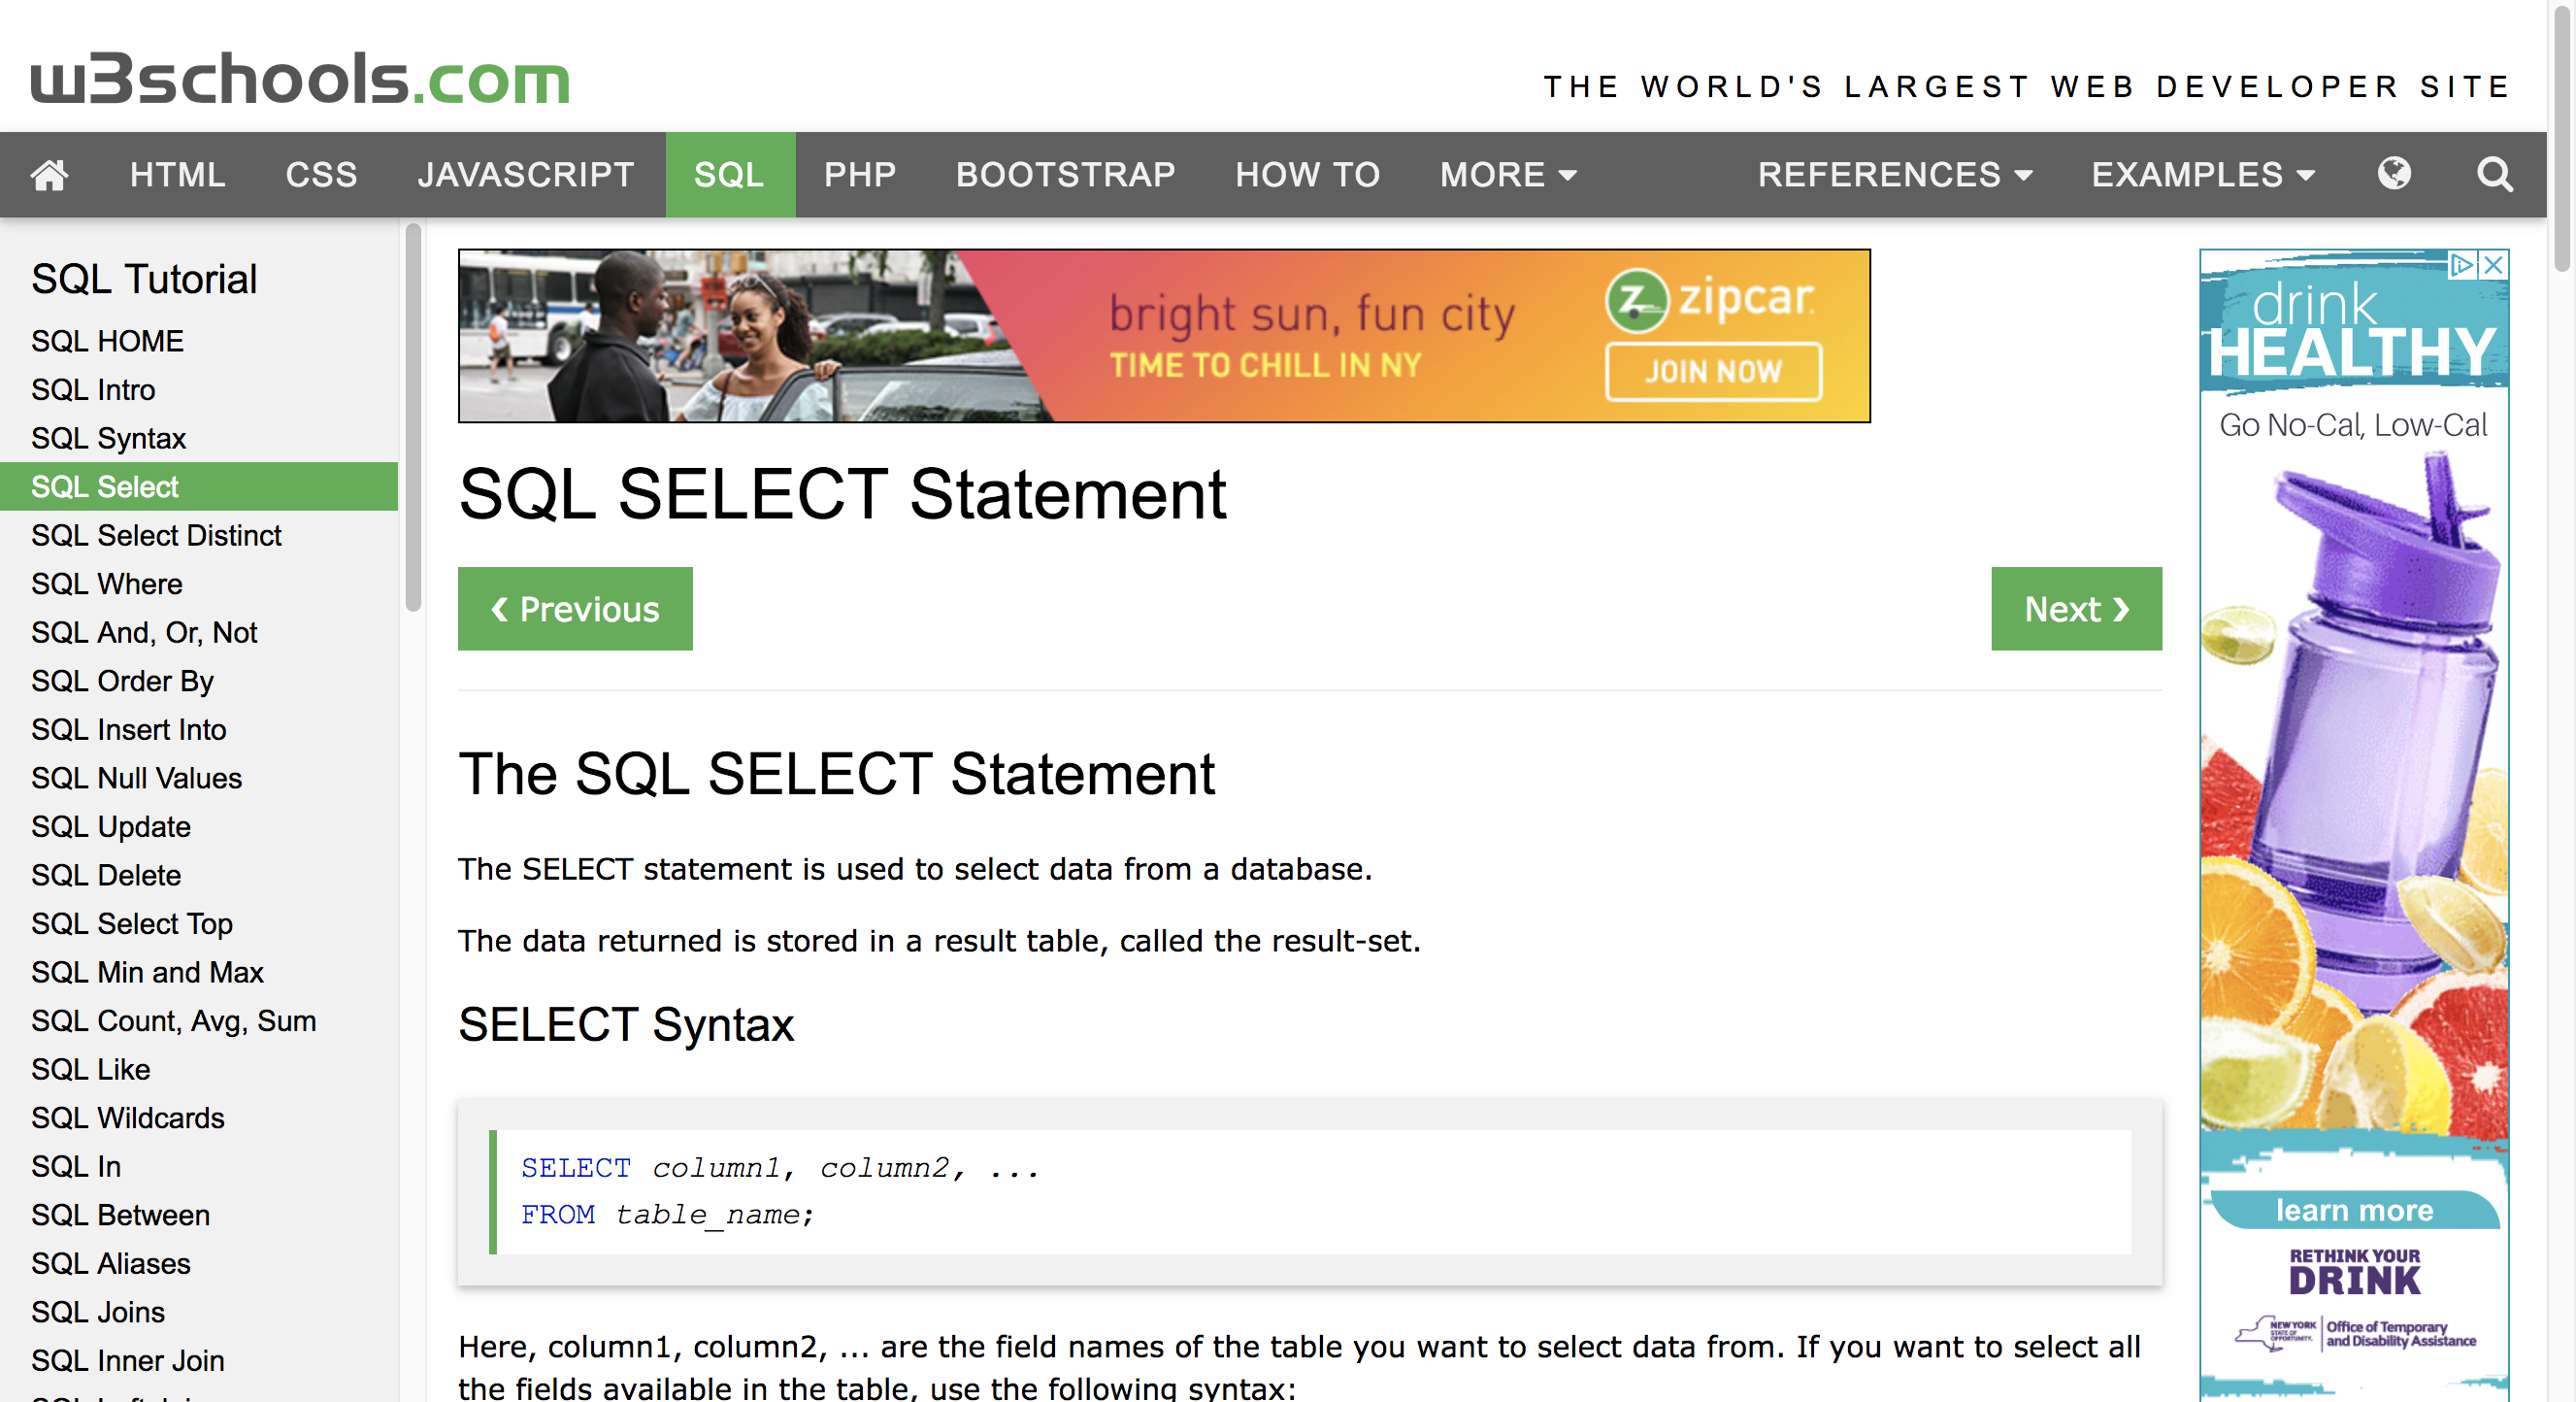 w3schools.com
THE WORLD'S LARGEST WEB DEVELOPER SITE
HTML CSS JAVASCRIPT SQL PHP BOOTSTRAP HOW TO MORE REFERENCES EXAMPLES
SQL Tutorial
SQL HOME
SQL Intro
SQL Syntax
SQL Select
SQL Select Distinct
SQL Where
SQL And, Or, Not
SQL Order By
SQL Insert Into
SQL Null Values
SQL Update
SQL Delete
SQL Select Top
SQL Min and Max
SQL Count, Avg, Sum
SQL Like
SQL Wildcards
SQL In
SQL Between
SQL Aliases
SQL Joins
SQL Inner Join
bright sun, fun city
TIME TO CHILL IN NY
zipcar
JOIN NOW
SQL SELECT Statement
❮ Previous
Next ❯
The SQL SELECT Statement
The SELECT statement is used to select data from a database.
The data returned is stored in a result table, called the result-set.
SELECT Syntax
SELECT column1, column2, ...
FROM table_name;
Here, column1, column2, ... are the field names of the table you want to select data from. If you want to select all
the fields available in the table, use the following syntax:
drink
HEALTHY
Go No-Cal, Low-Cal
learn more
RETHINK YOUR
DRINK
NEW YORK
STATE OF
OPPORTUNITY.
Office of Temporary
and Disability Assistance